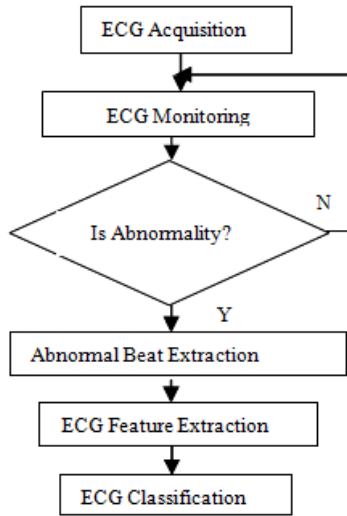 ECG Acquisition
ECG Monitoring
Is Abnormality?
N
Y
Abnormal Beat Extraction
ECG Feature Extraction
ECG Classification